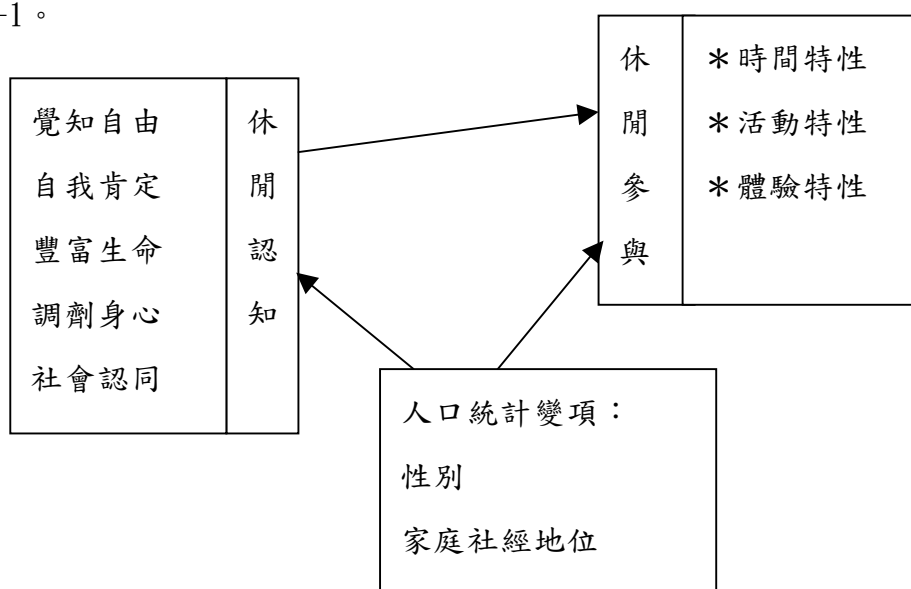 –1。
覺知自由
自我肯定
豐富生命
調劑身心
社會認同
休閒認知
休閒參與
＊時間特性
＊活動特性
＊體驗特性
人口統計變項：
性別
家庭社經地位